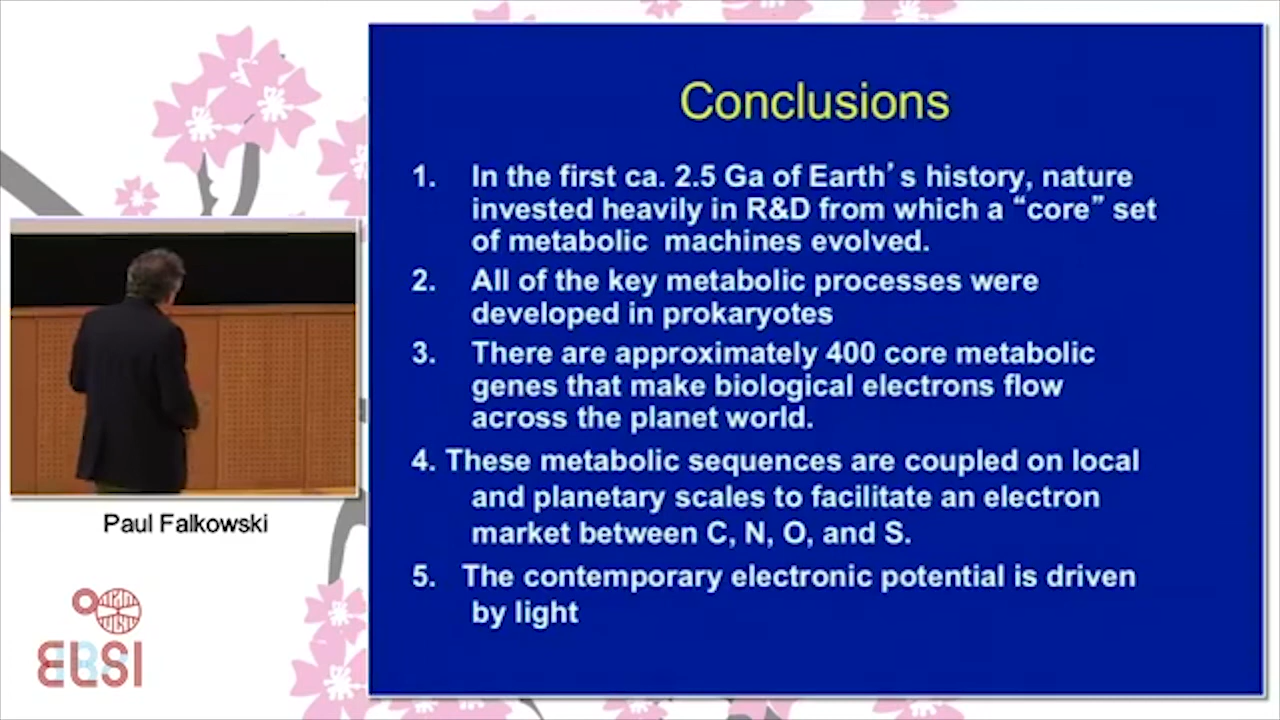 Conclusions
1. In the first ca. 2.5 Ga of Earth's history, nature
invested heavily in R&D from which a “core” set
of metabolic  machines evolved.
2. All of the key metabolic processes were
developed in prokaryotes
3. There are approximately 400 core metabolic
genes that make biological electrons flow
across the planet world.
4. These metabolic sequences are coupled on local
and planetary scales to facilitate an electron
market between C, N, O, and S.
5. The contemporary electronic potential is driven
by light
Paul Falkowski
ELSI